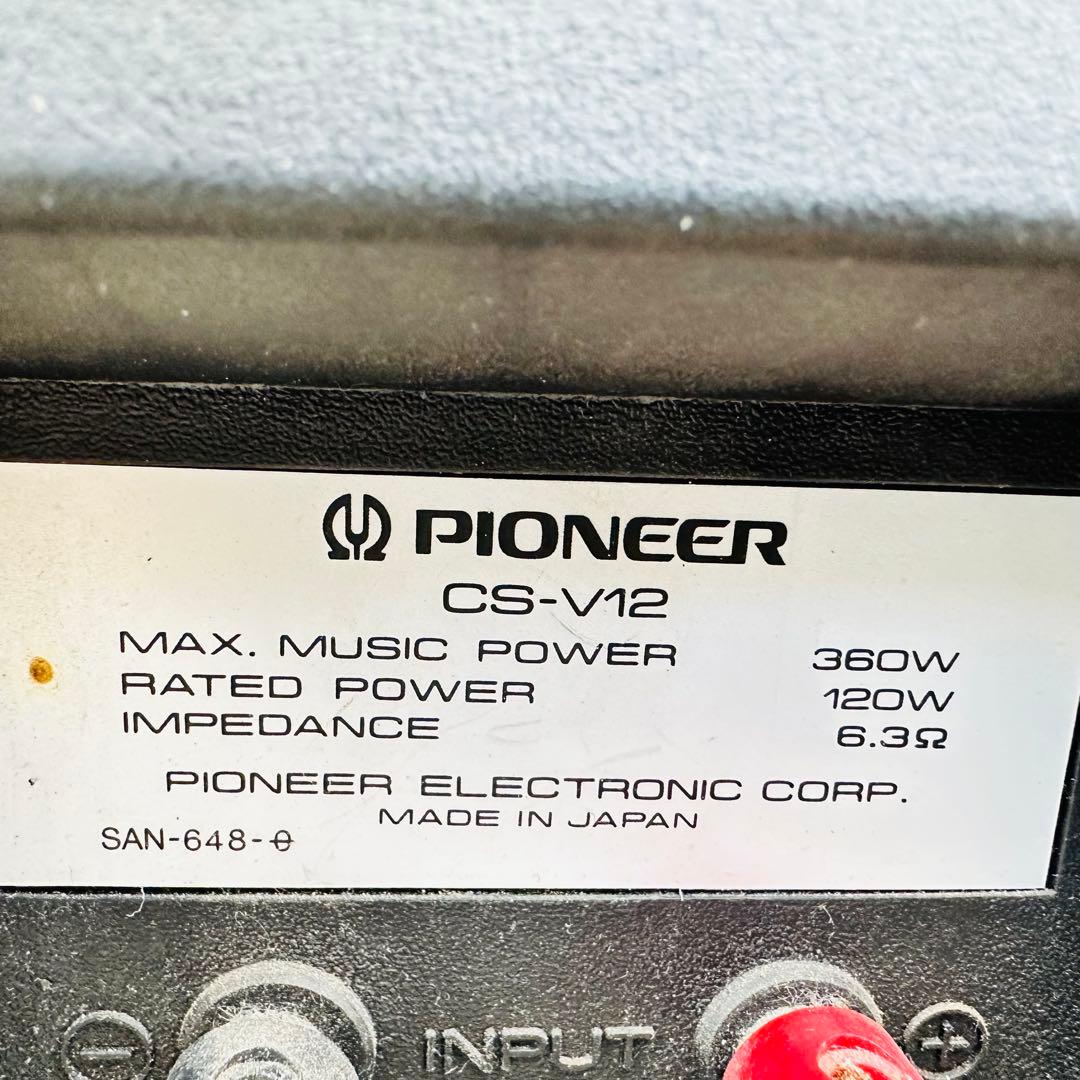 PIONEER
CS-V12
MAX. MUSIC POWER 360W
RATED POWER 120W
IMPEDANCE 6.3Ω
PIONEER ELECTRONIC CORP.
MADE IN JAPAN
SAN-648-0
− INPUT +